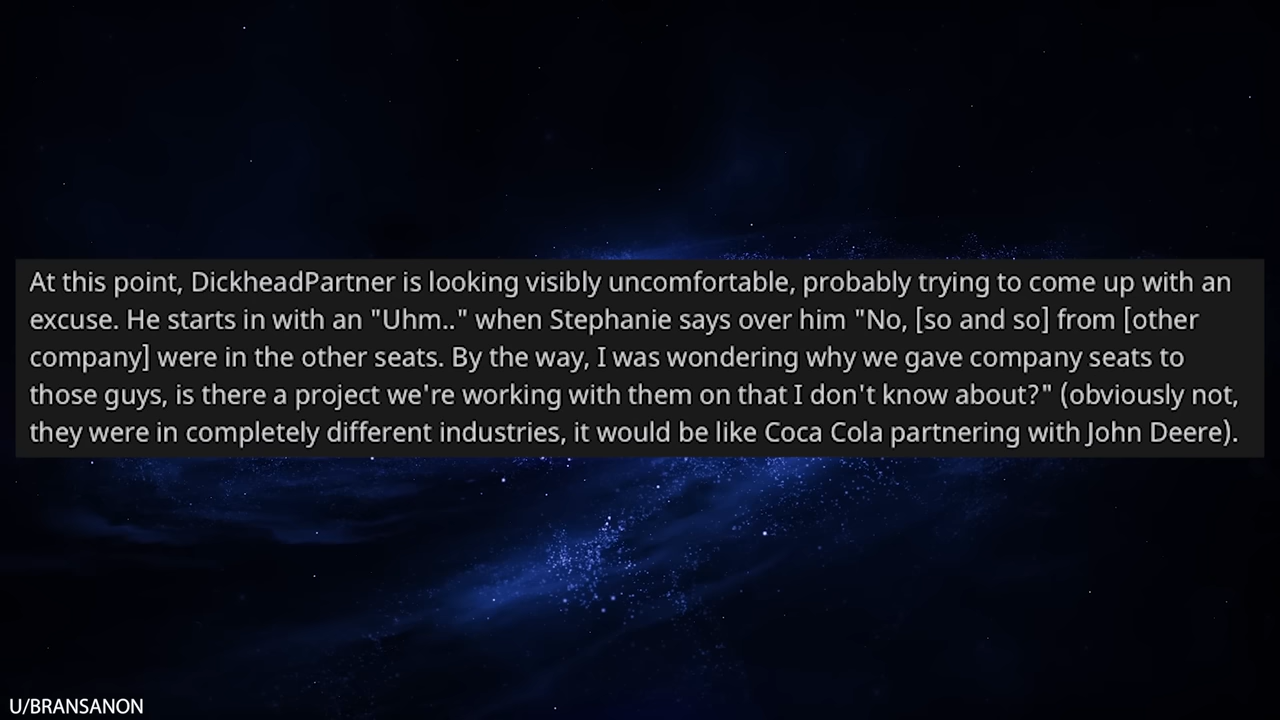 At this point, DickheadPartner is looking visibly uncomfortable, probably trying to come up with an
excuse. He starts in with an "Uhm.." when Stephanie says over him "No, [so and so] from [other
company] were in the other seats. By the way, I was wondering why we gave company seats to
those guys, is there a project we're working with them on that I don't know about?" (obviously not,
they were in completely different industries, it would be like Coca Cola partnering with John Deere).
U/BRANSANON